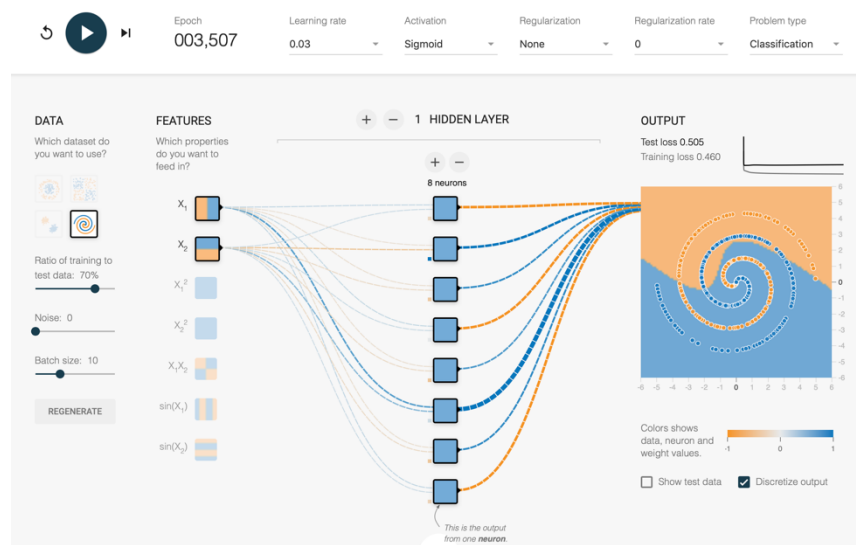 Epoch
003,507
Learning rate
0.03
Activation
Sigmoid
Regularization
None
Regularization rate
0
Problem type
Classification
DATA
Which dataset do
you want to use?
Ratio of training to
test data: 70%
Noise: 0
Batch size: 10
REGENERATE
FEATURES
Which properties
do you want to
feed in?
X₁
X₂
X₁²
X₂²
X₁X₂
sin(X₁)
sin(X₂)
+ − 1 HIDDEN LAYER
+ −
8 neurons
This is the output
from one neuron.
OUTPUT
Test loss 0.505
Training loss 0.460
6
5
4
3
2
1
0
-1
-2
-3
-4
-5
-6
-6 -5 -4 -3 -2 -1 0 1 2 3 4 5 6
Colors shows
data, neuron and
weight values.
-1 0 1
Show test data
Discretize output